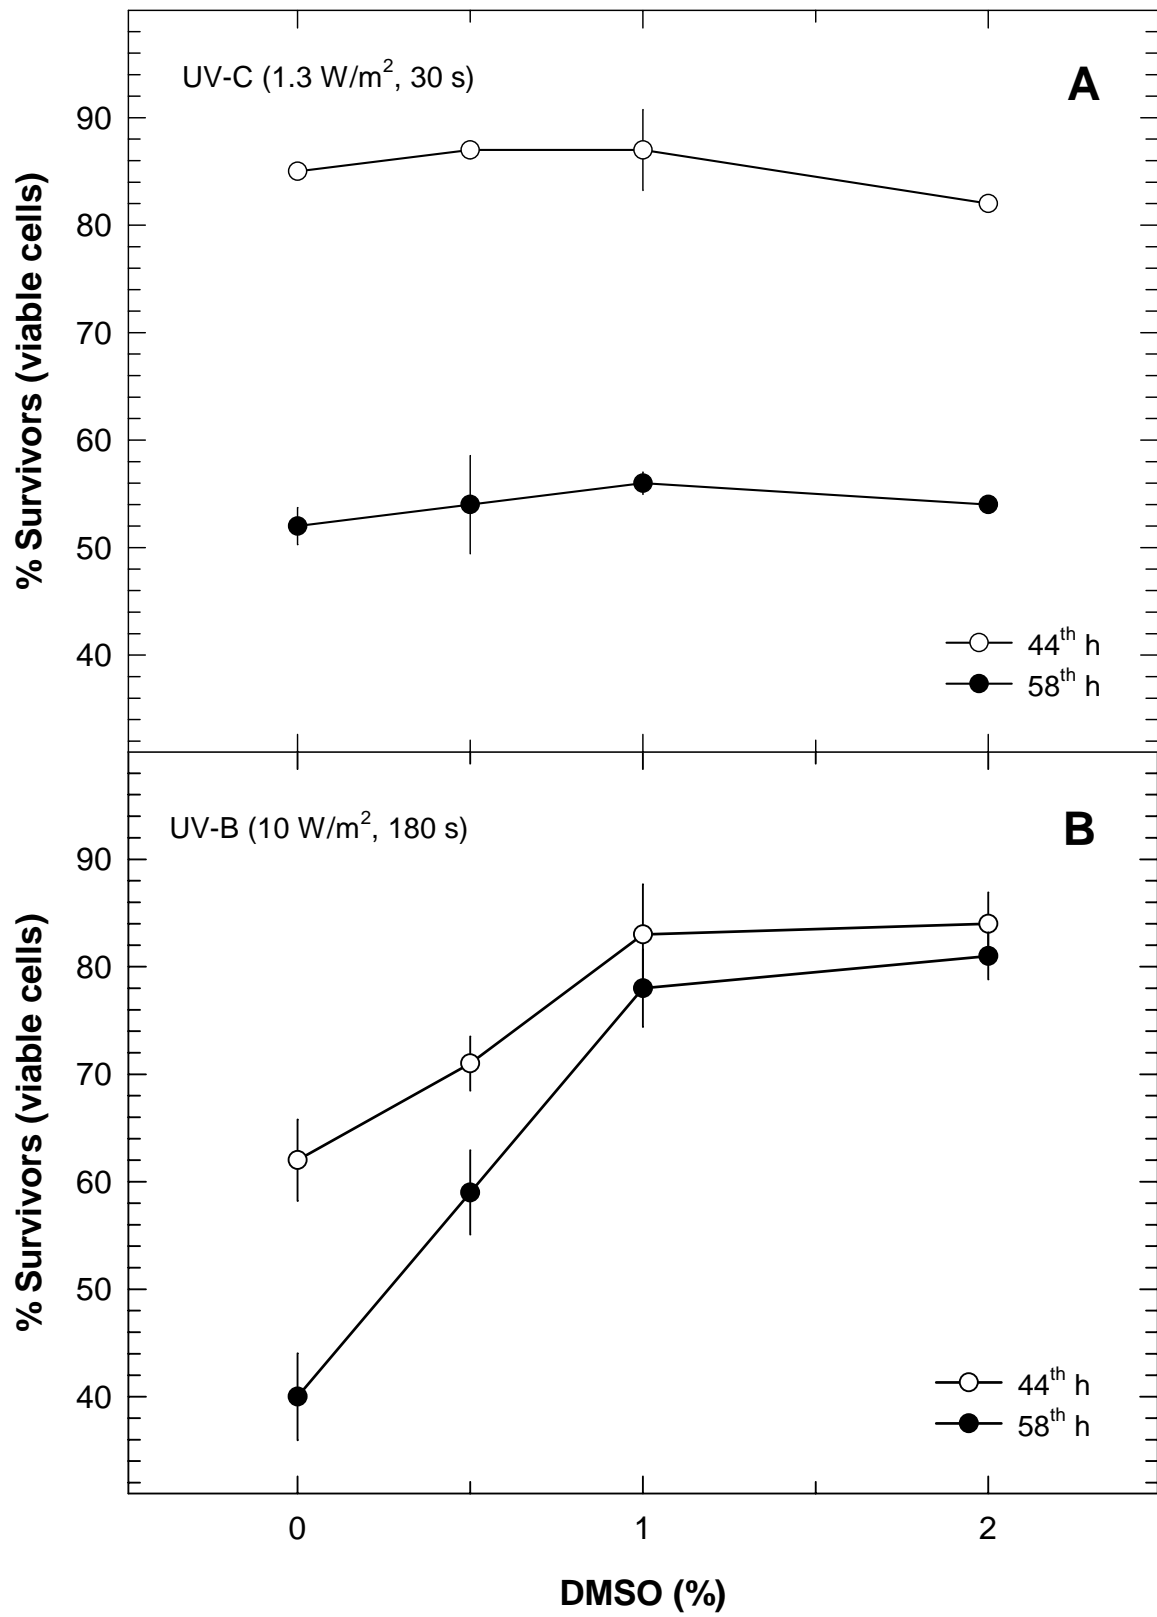 UV-C (1.3 W/m², 30 s)
A
% Survivors (viable cells)
90
80
70
60
50
40
44ᵗʰ h
58ᵗʰ h
UV-B (10 W/m², 180 s)
B
% Survivors (viable cells)
90
80
70
60
50
40
44ᵗʰ h
58ᵗʰ h
0 1 2
DMSO (%)